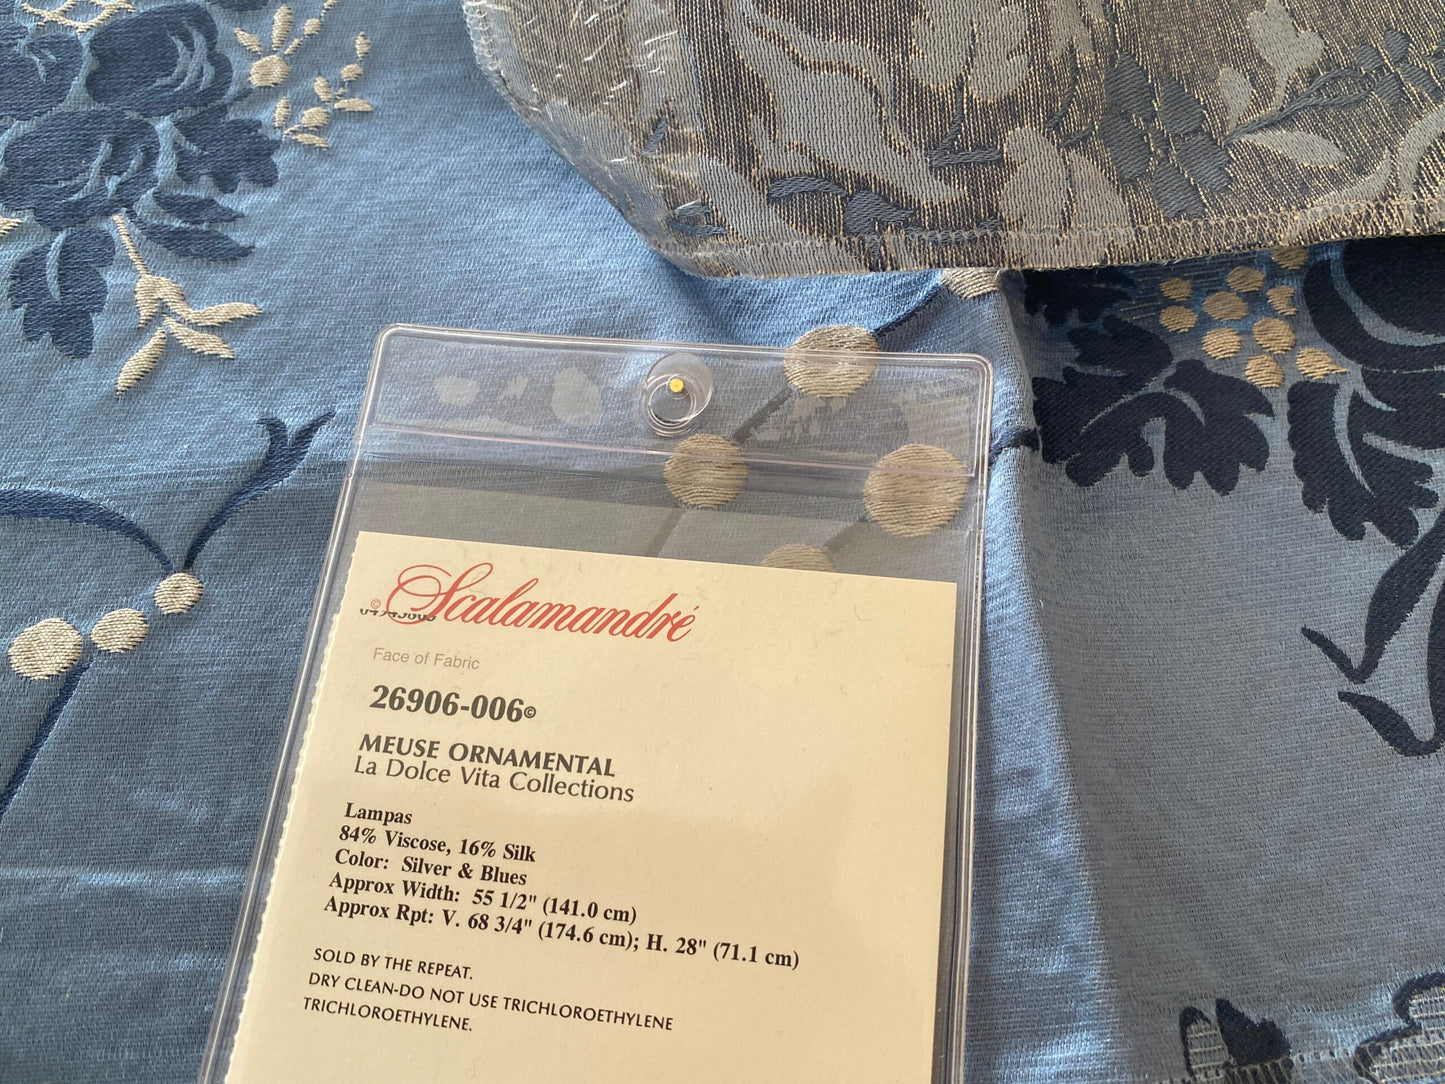 © Scalamandré
Face of Fabric
26906-006©
MEUSE ORNAMENTAL
La Dolce Vita Collections
Lampas
84% Viscose, 16% Silk
Color: Silver & Blues
Approx Width: 55 1/2" (141.0 cm)
Approx Rpt: V. 68 3/4" (174.6 cm); H. 28" (71.1 cm)
SOLD BY THE REPEAT.
DRY CLEAN-DO NOT USE TRICHLOROETHYLENE
TRICHLOROETHYLENE.